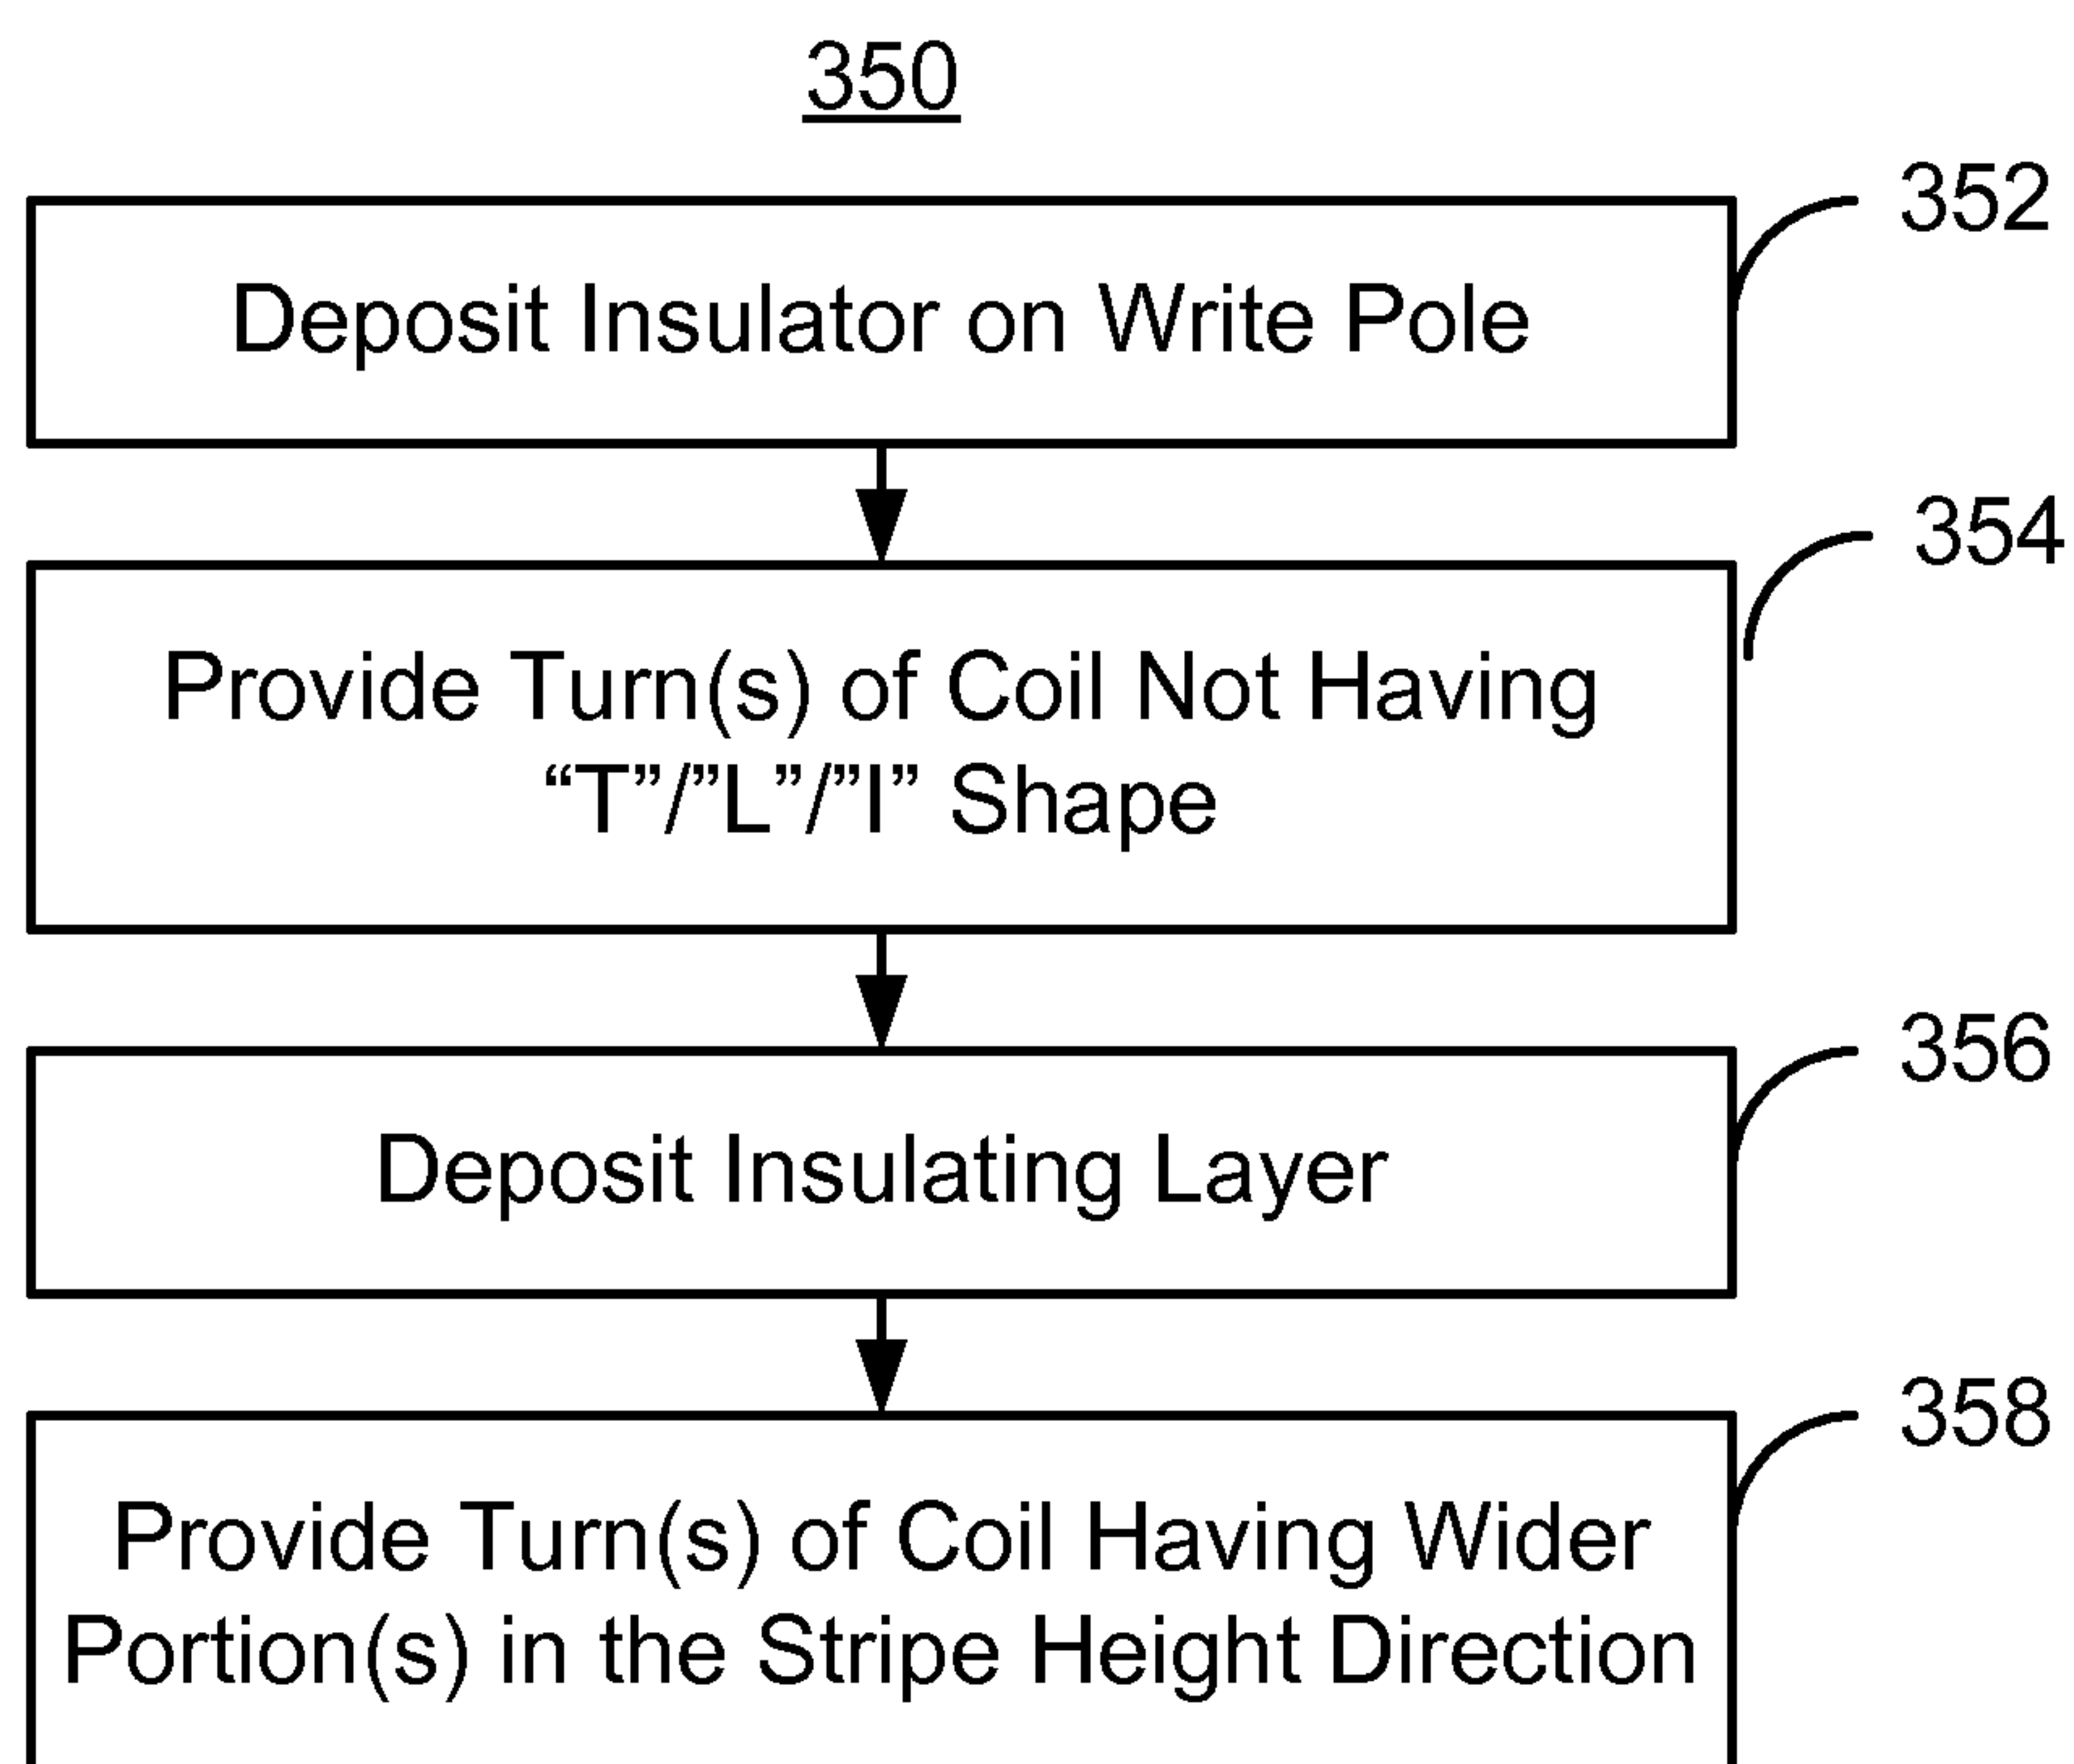 350
352
Deposit Insulator on Write Pole
354
Provide Turn(s) of Coil Not Having
“T”/”L”/”I” Shape
356
Deposit Insulating Layer
358
Provide Turn(s) of Coil Having Wider
Portion(s) in the Stripe Height Direction